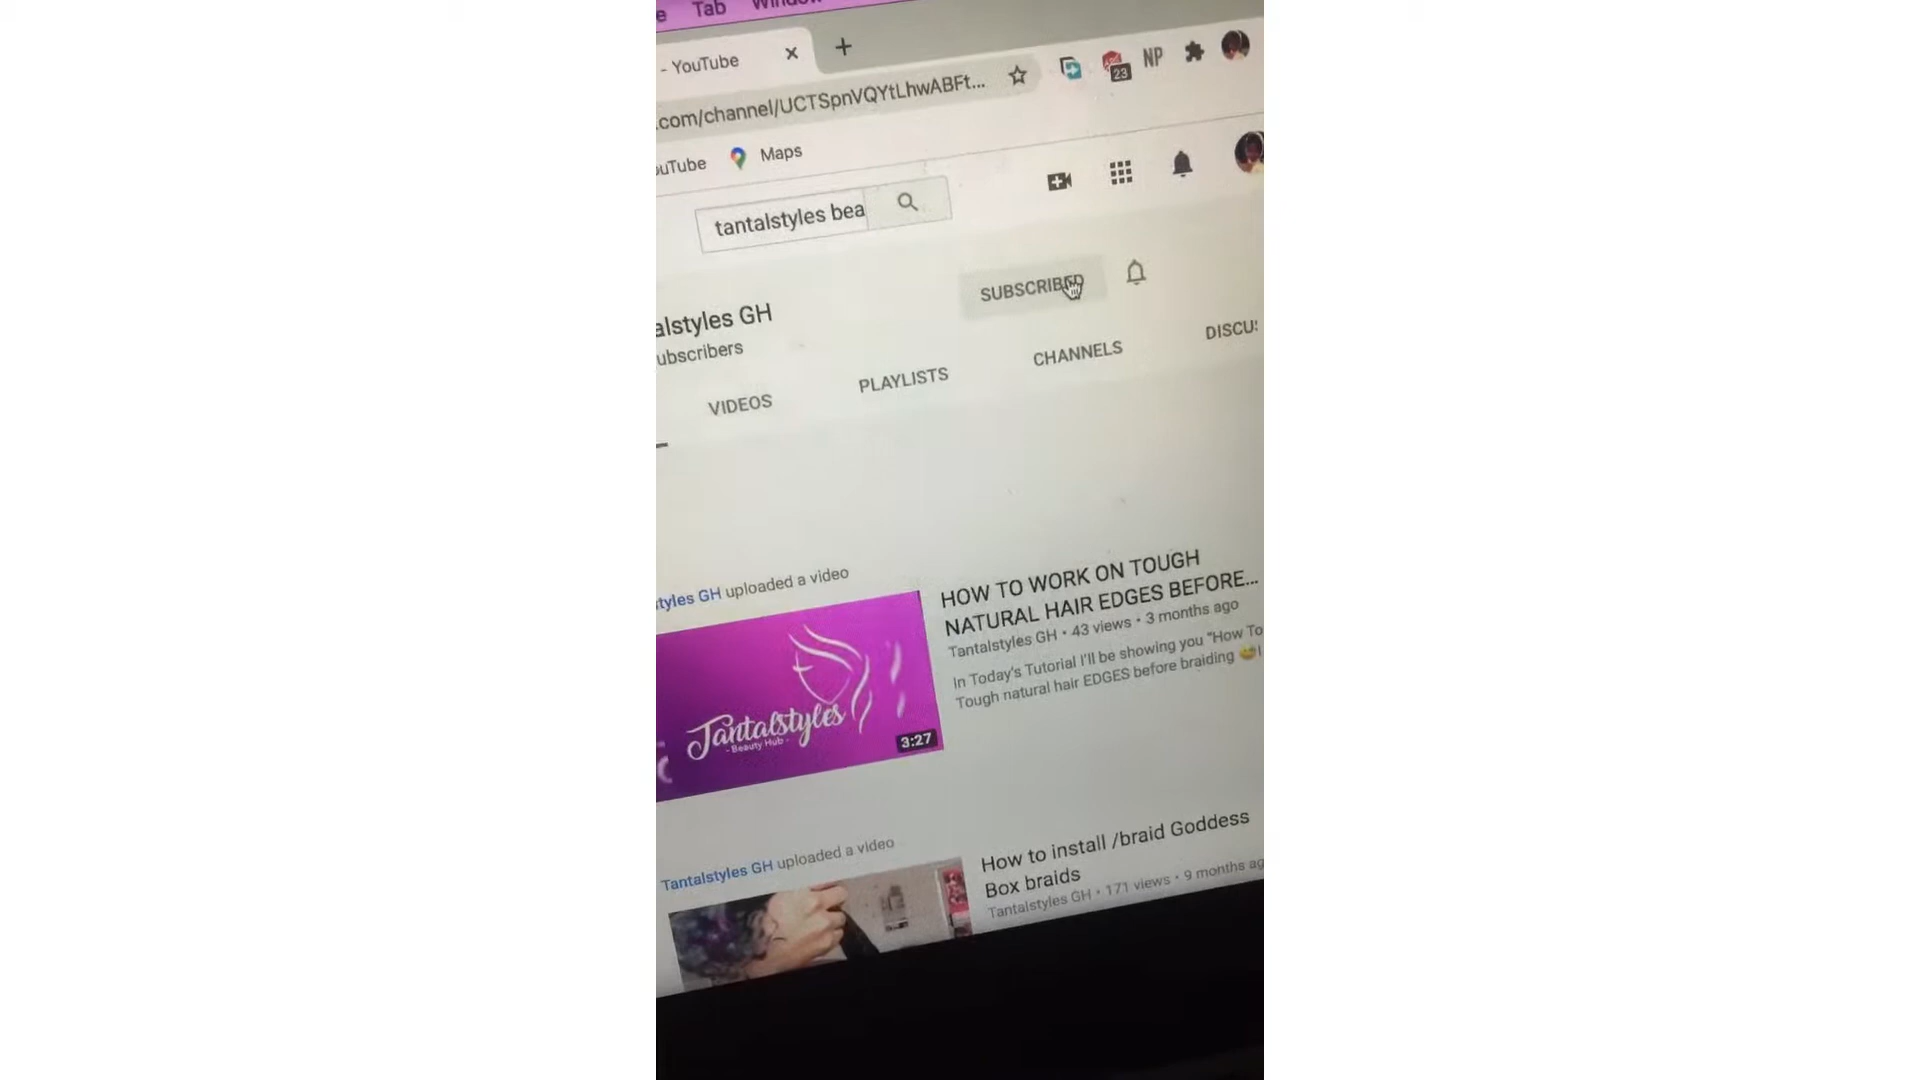 Tab
- YouTube
.com/channel/UCTSpnVQYtLhwABFt...
23
NP
Maps
tantalstyles bea
SUBSCRIBED
alstyles GH
ubscribers
VIDEOS
PLAYLISTS
CHANNELS
DISCUS
tyles GH uploaded a video
HOW TO WORK ON TOUGH
NATURAL HAIR EDGES BEFORE...
Tantalstyles GH • 43 views • 3 months ago
In Today's Tutorial I'll be showing you "How To
Tough natural hair EDGES before braiding 😅I
Tantalstyles
- Beauty Hub -
3:27
Tantalstyles GH uploaded a video
How to install /braid Goddess
Box braids
Tantalstyles GH • 171 views • 9 months ag